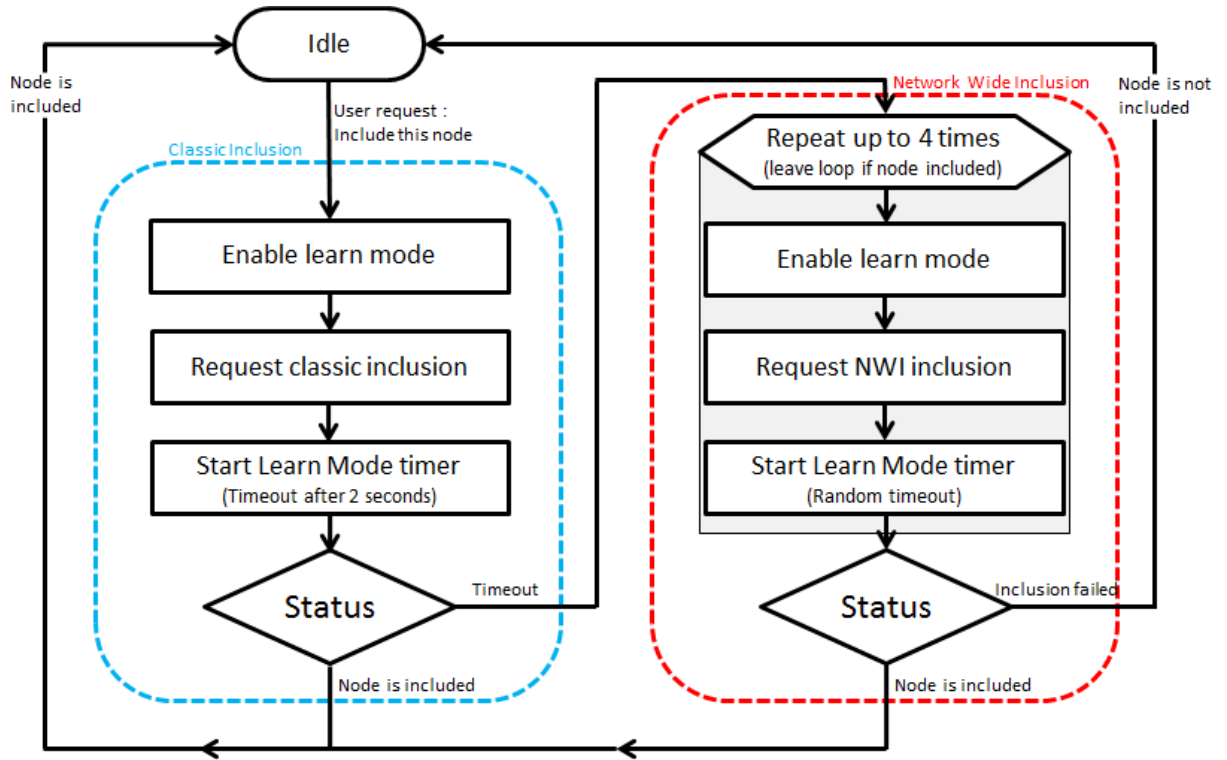 Idle
Node is
included
User request :
Include this node
Classic Inclusion
Enable learn mode
Request classic inclusion
Start Learn Mode timer
(Timeout after 2 seconds)
Status
Timeout
Node is included
Network Wide Inclusion
Node is not
included
Repeat up to 4 times
(leave loop if node included)
Enable learn mode
Request NWI inclusion
Start Learn Mode timer
(Random timeout)
Status
Inclusion failed
Node is included